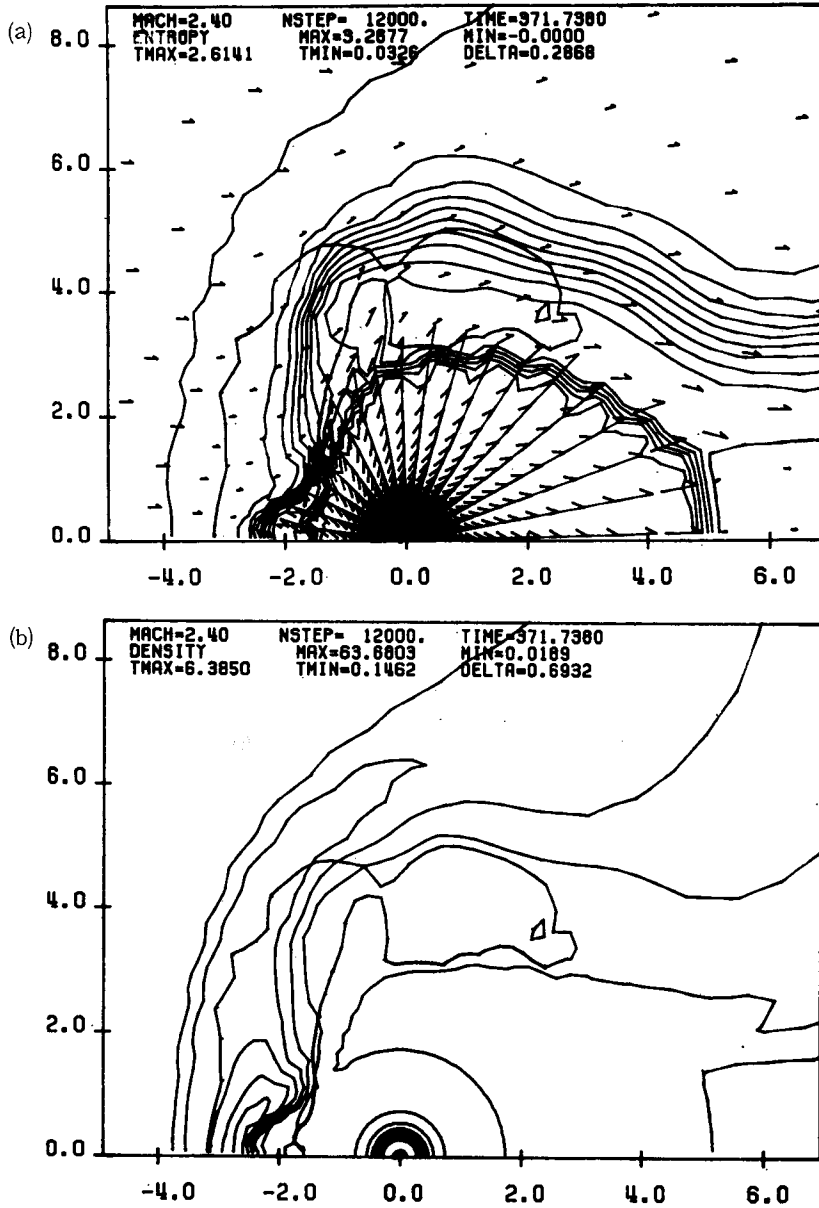 (a)
MACH=2.40 NSTEP= 12000. TIME=371.7380
ENTROPY MAX=3.2877 MIN=-0.0000
TMAX=2.6141 TMIN=0.0326 DELTA=0.2868
8.0
6.0
4.0
2.0
0.0
-4.0 -2.0 0.0 2.0 4.0 6.0
(b)
MACH=2.40 NSTEP= 12000. TIME=371.7380
DENSITY MAX=63.6803 MIN=0.0189
TMAX=6.3850 TMIN=0.1462 DELTA=0.6932
8.0
6.0
4.0
2.0
0.0
-4.0 -2.0 0.0 2.0 4.0 6.0